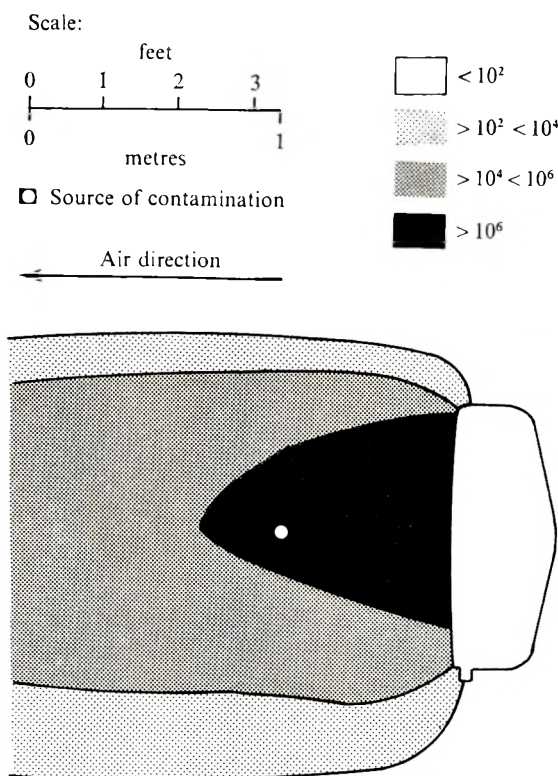 Scale:
feet
0 1 2 3
0 1
metres
Source of contamination
Air direction
< 10²
> 10² < 10⁴
> 10⁴ < 10⁶
> 10⁶